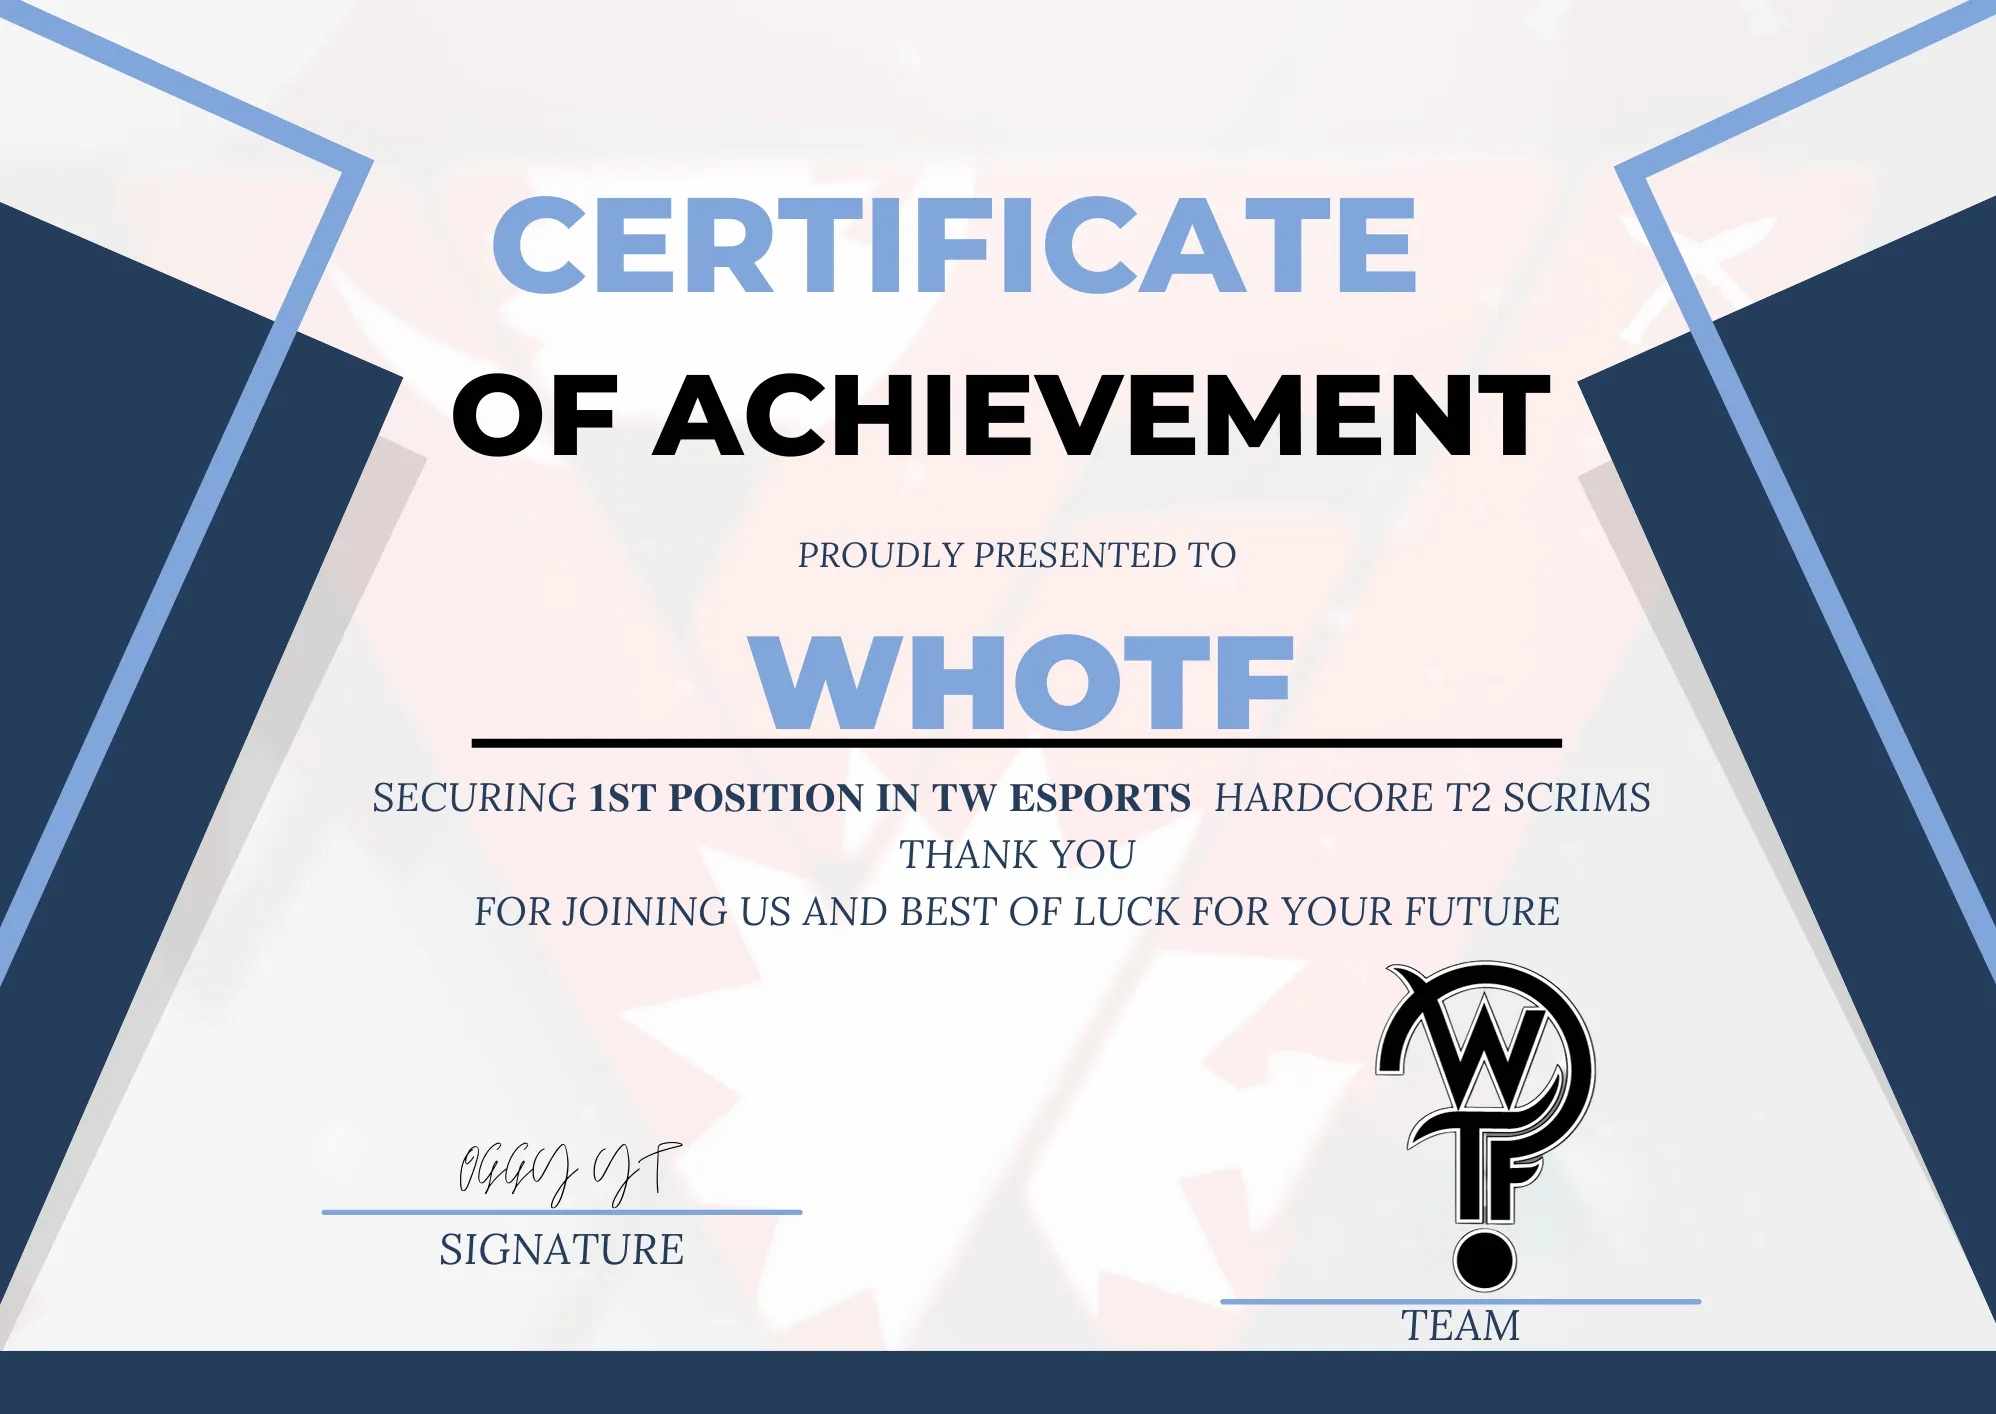 CERTIFICATE
OF ACHIEVEMENT
PROUDLY PRESENTED TO
WHOTF
SECURING 1ST POSITION IN TW ESPORTS HARDCORE T2 SCRIMS
THANK YOU
FOR JOINING US AND BEST OF LUCK FOR YOUR FUTURE
OGGY YT
SIGNATURE
W
TF
TEAM